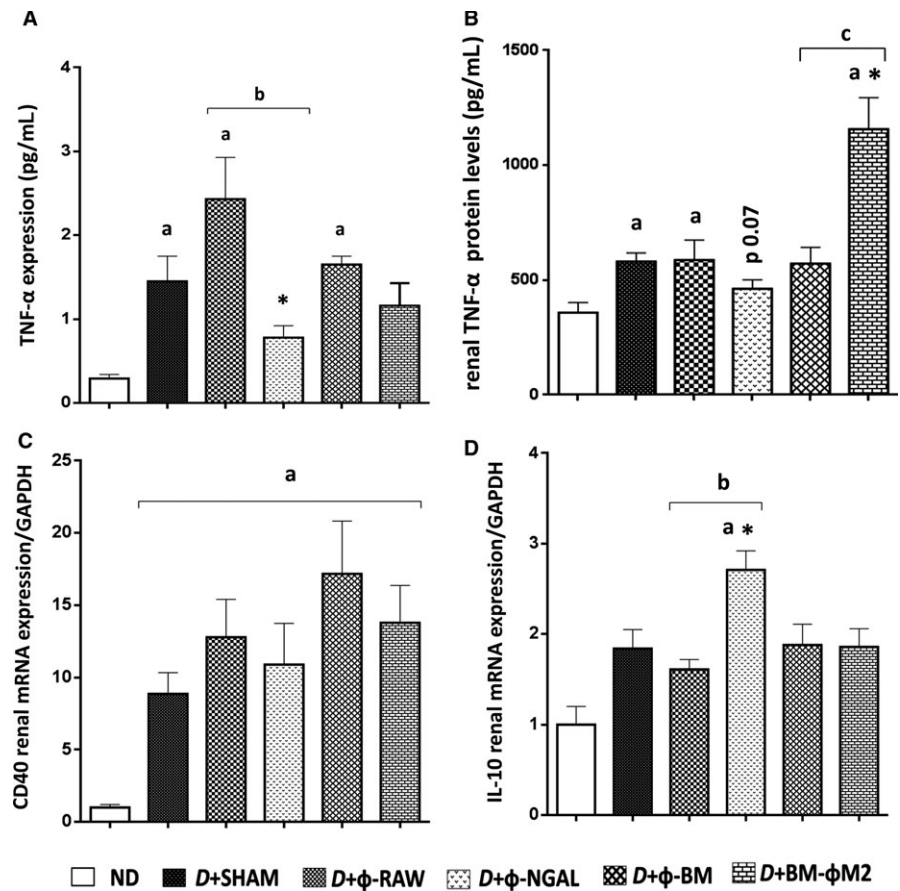 A
TNF-α expression (pg/mL)
4
3
2
1
0
a
a
b
*
a
B
renal TNF-α protein levels (pg/mL)
1500
1000
500
0
a
a
p 0.07
c
a *
C
CD40 renal mRNA expression/GAPDH
25
20
15
10
5
0
a
D
IL-10 renal mRNA expression/GAPDH
4
3
2
1
0
b
a *
ND D+SHAM D+ϕ-RAW D+ϕ-NGAL D+ϕ-BM D+BM-ϕM2